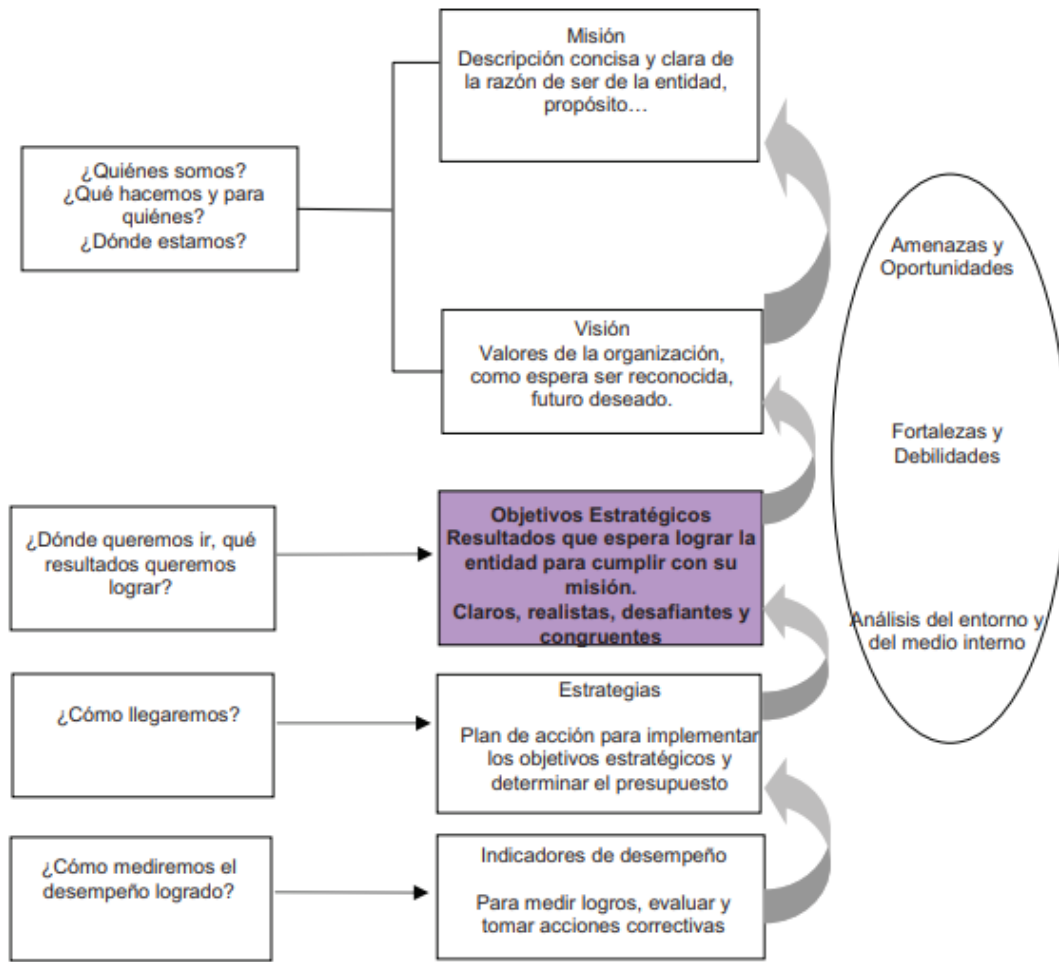 Misión
Descripción concisa y clara de
la razón de ser de la entidad,
propósito…
¿Quiénes somos?
¿Qué hacemos y para
quiénes?
¿Dónde estamos?
Amenazas y
Oportunidades
Visión
Valores de la organización,
como espera ser reconocida,
futuro deseado.
Fortalezas y
Debilidades
¿Dónde queremos ir, qué
resultados queremos
lograr?
Objetivos Estratégicos
Resultados que espera lograr la
entidad para cumplir con su
misión.
Claros, realistas, desafiantes y
congruentes
Análisis del entorno y
del medio interno
¿Cómo llegaremos?
Estrategias
Plan de acción para implementar
los objetivos estratégicos y
determinar el presupuesto
¿Cómo mediremos el
desempeño logrado?
Indicadores de desempeño
Para medir logros, evaluar y
tomar acciones correctivas